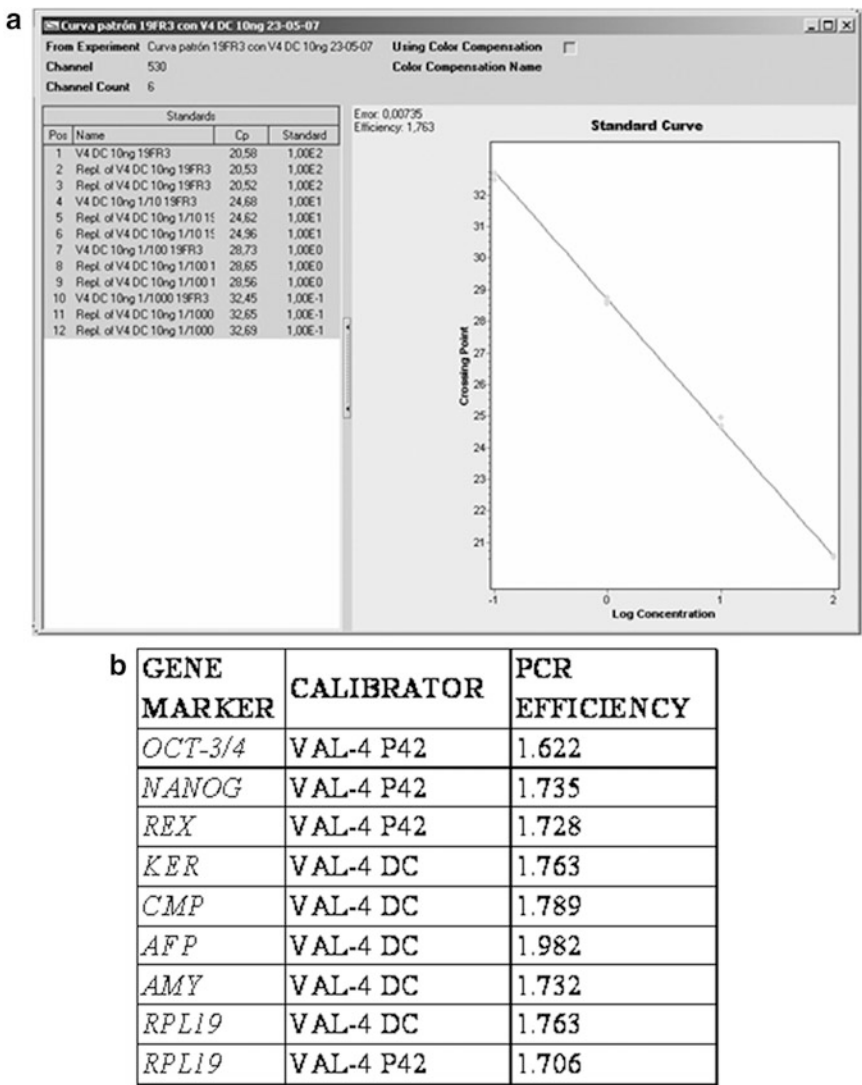 a
Curva patrón 19FR3 con V4 DC 10ng 23-05-07
From Experiment Curva patrón 19FR3 con V4 DC 10ng 23-05-07 Using Color Compensation
Channel 530 Color Compensation Name
Channel Count 6
Standards
Pos Name Cp Standard
1 V4 DC 10ng 19FR3 20,58 1,00E2
2 Repl. of V4 DC 10ng 19FR3 20,53 1,00E2
3 Repl. of V4 DC 10ng 19FR3 20,52 1,00E2
4 V4 DC 10ng 1/10 19FR3 24,68 1,00E1
5 Repl. of V4 DC 10ng 1/10 19 24,62 1,00E1
6 Repl. of V4 DC 10ng 1/10 19 24,96 1,00E1
7 V4 DC 10ng 1/100 19FR3 28,73 1,00E0
8 Repl. of V4 DC 10ng 1/100 1 28,65 1,00E0
9 Repl. of V4 DC 10ng 1/100 1 28,56 1,00E0
10 V4 DC 10ng 1/1000 19FR3 32,45 1,00E-1
11 Repl. of V4 DC 10ng 1/1000 32,65 1,00E-1
12 Repl. of V4 DC 10ng 1/1000 32,69 1,00E-1
Error: 0,00735
Efficiency: 1,763
Standard Curve
32
31
30
29
28
27
26
25
24
23
22
21
Crossing Point
-1 0 1 2
Log Concentration
b
GENE MARKER CALIBRATOR PCR EFFICIENCY
OCT-3/4 VAL-4 P42 1.622
NANOG VAL-4 P42 1.735
REX VAL-4 P42 1.728
KER VAL-4 DC 1.763
CMP VAL-4 DC 1.789
AFP VAL-4 DC 1.982
AMY VAL-4 DC 1.732
RPL19 VAL-4 DC 1.763
RPL19 VAL-4 P42 1.706